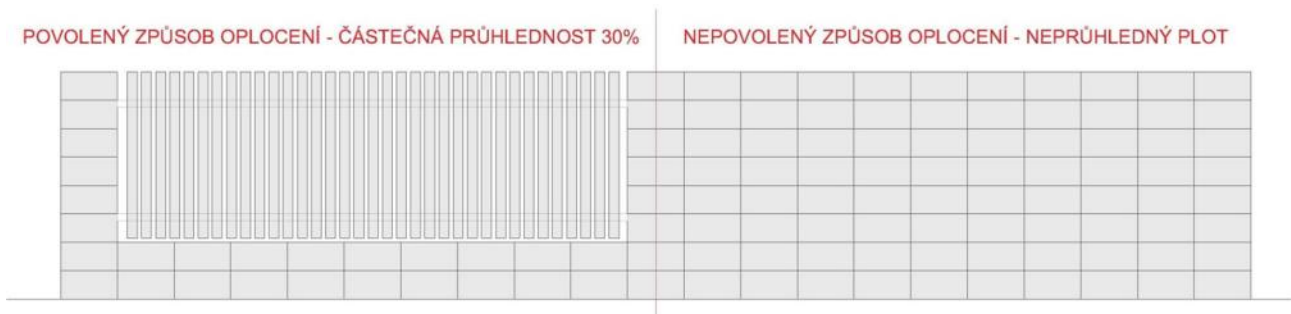 POVOLENÝ ZPŮSOB OPLOCENÍ - ČÁSTEČNÁ PRŮHLEDNOST 30%
NEPOVOLENÝ ZPŮSOB OPLOCENÍ - NEPRŮHLEDNÝ PLOT